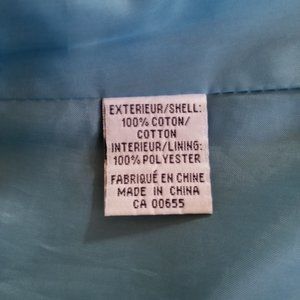 EXTERIEUR/SHELL:
100% COTON/
COTTON
INTERIEUR/LINING:
100% POLYESTER
FABRIQUÉ EN CHINE
MADE IN CHINA
CA 00655